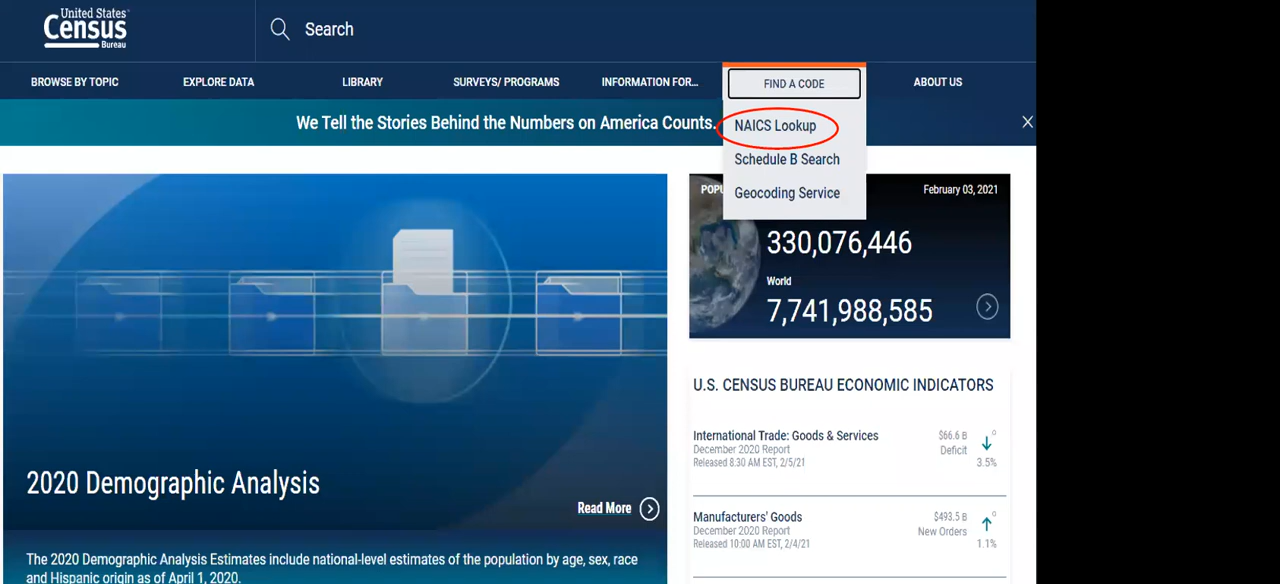 United States®
Census
Bureau
Search
BROWSE BY TOPIC
EXPLORE DATA
LIBRARY
SURVEYS/ PROGRAMS
INFORMATION FOR...
FIND A CODE
ABOUT US
We Tell the Stories Behind the Numbers on America Counts.
NAICS Lookup
Schedule B Search
Geocoding Service
February 03, 2021
330,076,446
World
7,741,988,585
2020 Demographic Analysis
Read More
The 2020 Demographic Analysis Estimates include national-level estimates of the population by age, sex, race
and Hispanic origin as of April 1, 2020.
U.S. CENSUS BUREAU ECONOMIC INDICATORS
International Trade: Goods & Services
December 2020 Report
Released 8:30 AM EST, 2/5/21
$66.6 B
Deficit
3.5%
Manufacturers' Goods
December 2020 Report
Released 10:00 AM EST, 2/4/21
$493.5 B
New Orders
1.1%